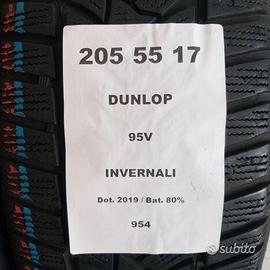 205 55 17
DUNLOP
95V
INVERNALI
Dot. 2019 / Bat. 80%
954
subito